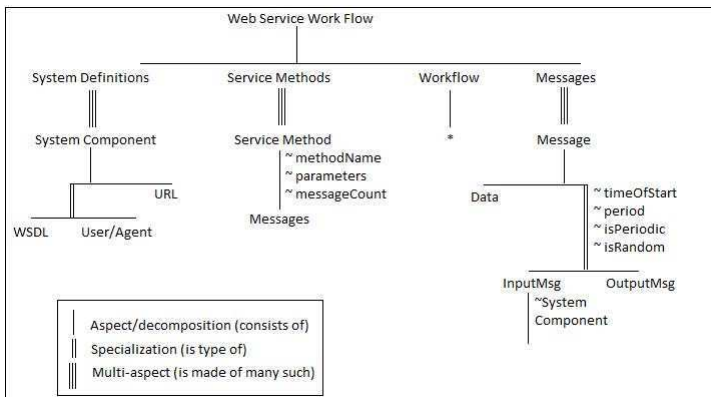 Web Service Work Flow
System Definitions
Service Methods
Workflow
Messages
System Component
Service Method
*
Message
~ methodName
~ parameters
~ messageCount
URL
Messages
WSDL
User/Agent
Data
~ timeOfStart
~ period
~ isPeriodic
~ isRandom
InputMsg
OutputMsg
~System
Component
Aspect/decomposition (consists of)
Specialization (is type of)
Multi-aspect (is made of many such)